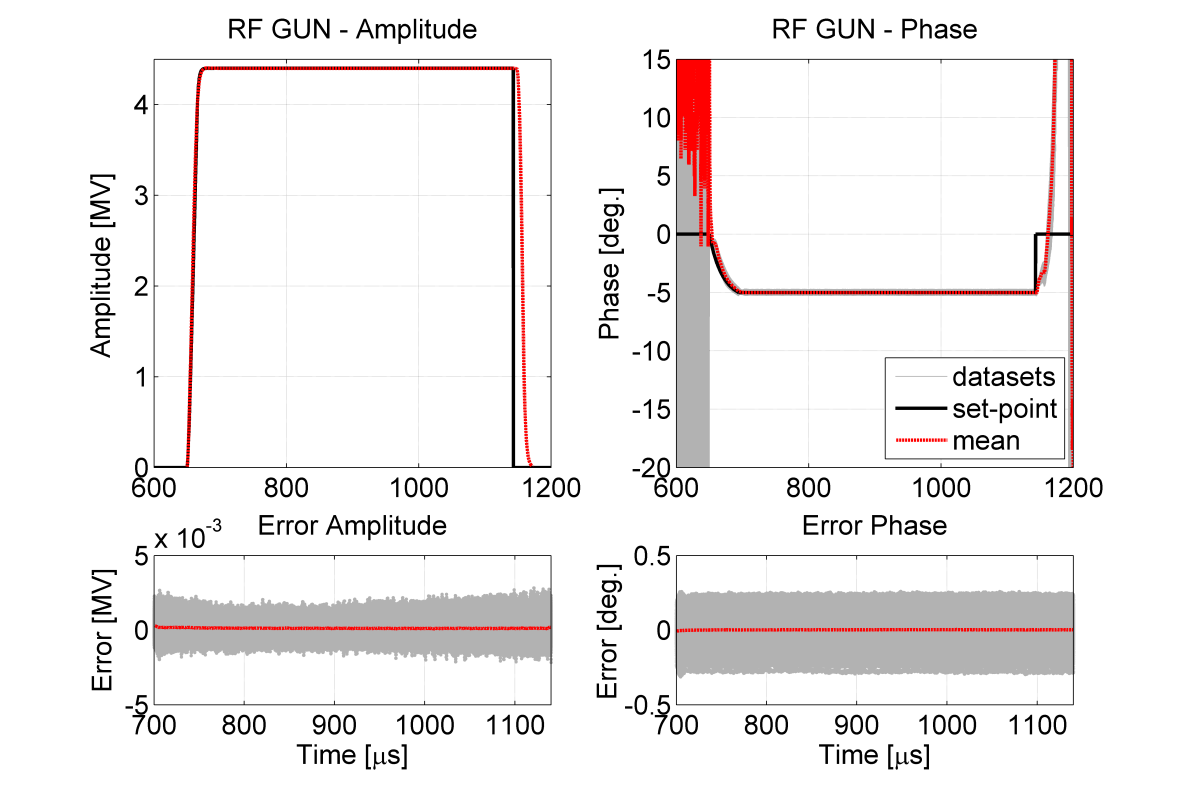 RF GUN - Amplitude
Amplitude [MV]
4
3
2
1
0
600 800 1000 1200
RF GUN - Phase
Phase [deg.]
15
10
5
0
-5
-10
-15
-20
600 800 1000 1200
datasets
set-point
mean
Error Amplitude
x 10-3
Error [MV]
5
0
-5
700 800 900 1000 1100
Time [μs]
Error Phase
Error [deg.]
0.5
0
-0.5
700 800 900 1000 1100
Time [μs]